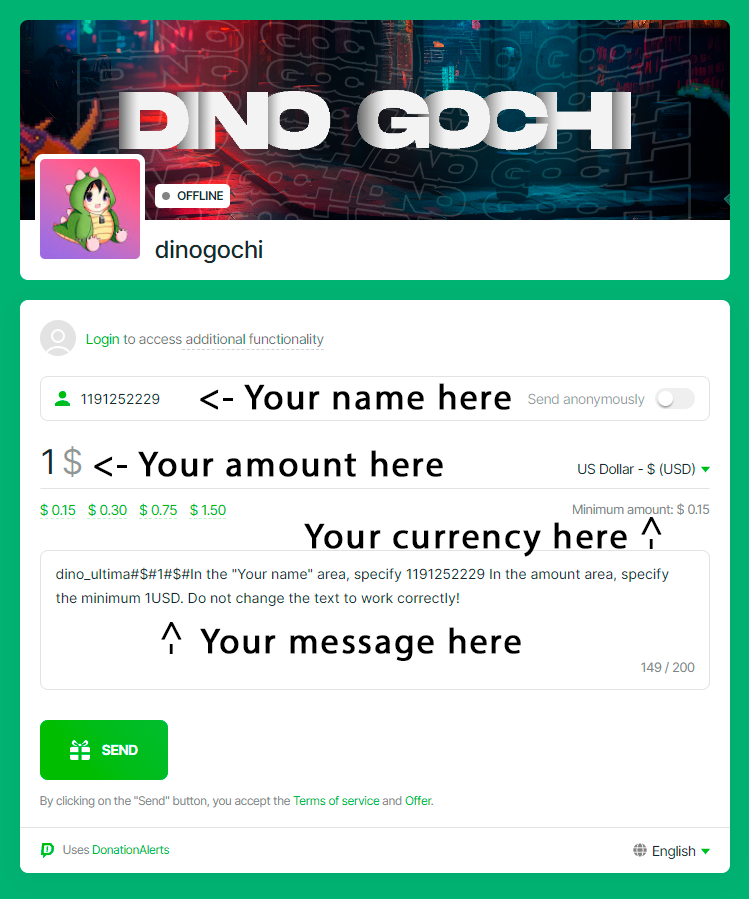 DINO GOCHI
OFFLINE
dinogochi
Login to access additional functionality
1191252229 <- Your name here Send anonymously
1 $ <- Your amount here US Dollar - $ (USD)
$ 0.15 $ 0.30 $ 0.75 $ 1.50 Minimum amount: $ 0.15
Your currency here ^
dino_ultima#$#1#$#In the "Your name" area, specify 1191252229 In the amount area, specify
the minimum 1USD. Do not change the text to work correctly!
^ Your message here
149 / 200
SEND
By clicking on the "Send" button, you accept the Terms of service and Offer.
Uses DonationAlerts English